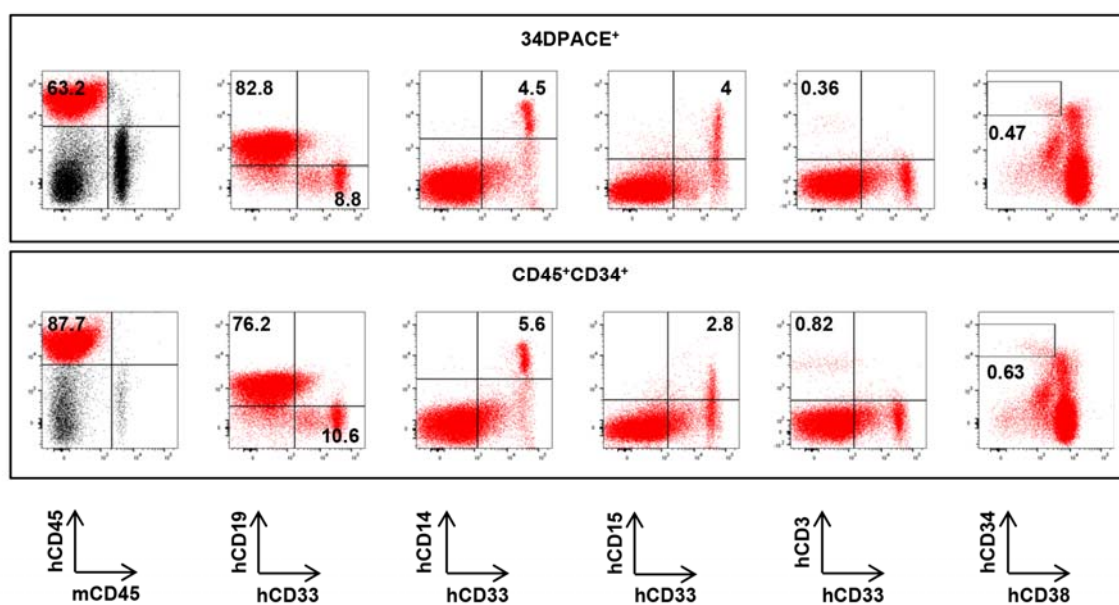 34DPACE⁺
63.2 82.8 4.5 4 0.36
0.47
8.8
CD45⁺CD34⁺
87.7 76.2 5.6 2.8 0.82
0.63
10.6
hCD45 hCD19 hCD14 hCD15 hCD3 hCD34
mCD45 hCD33 hCD33 hCD33 hCD33 hCD38